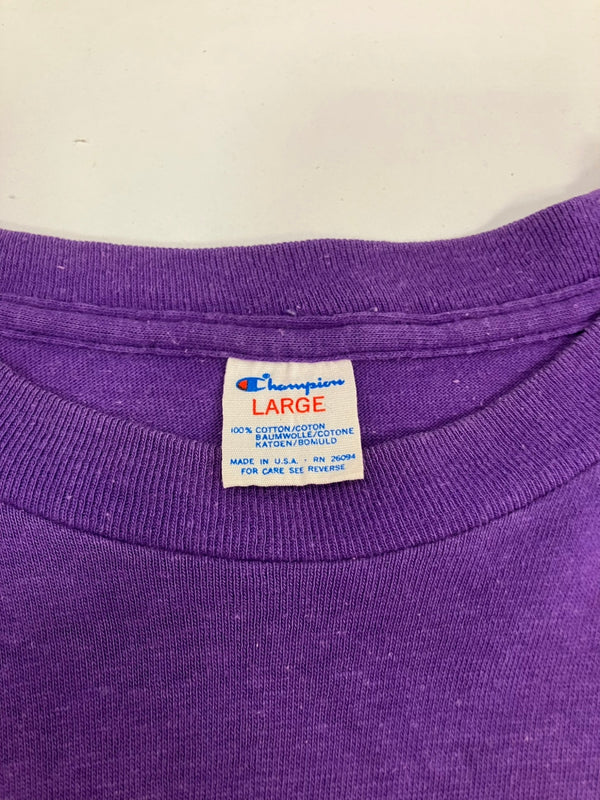 Champion
LARGE
100% COTTON/COTON
BAUMWOLLE/COTONE
KATOEN/BOMULD
MADE IN U.S.A. · RN 26094
FOR CARE SEE REVERSE